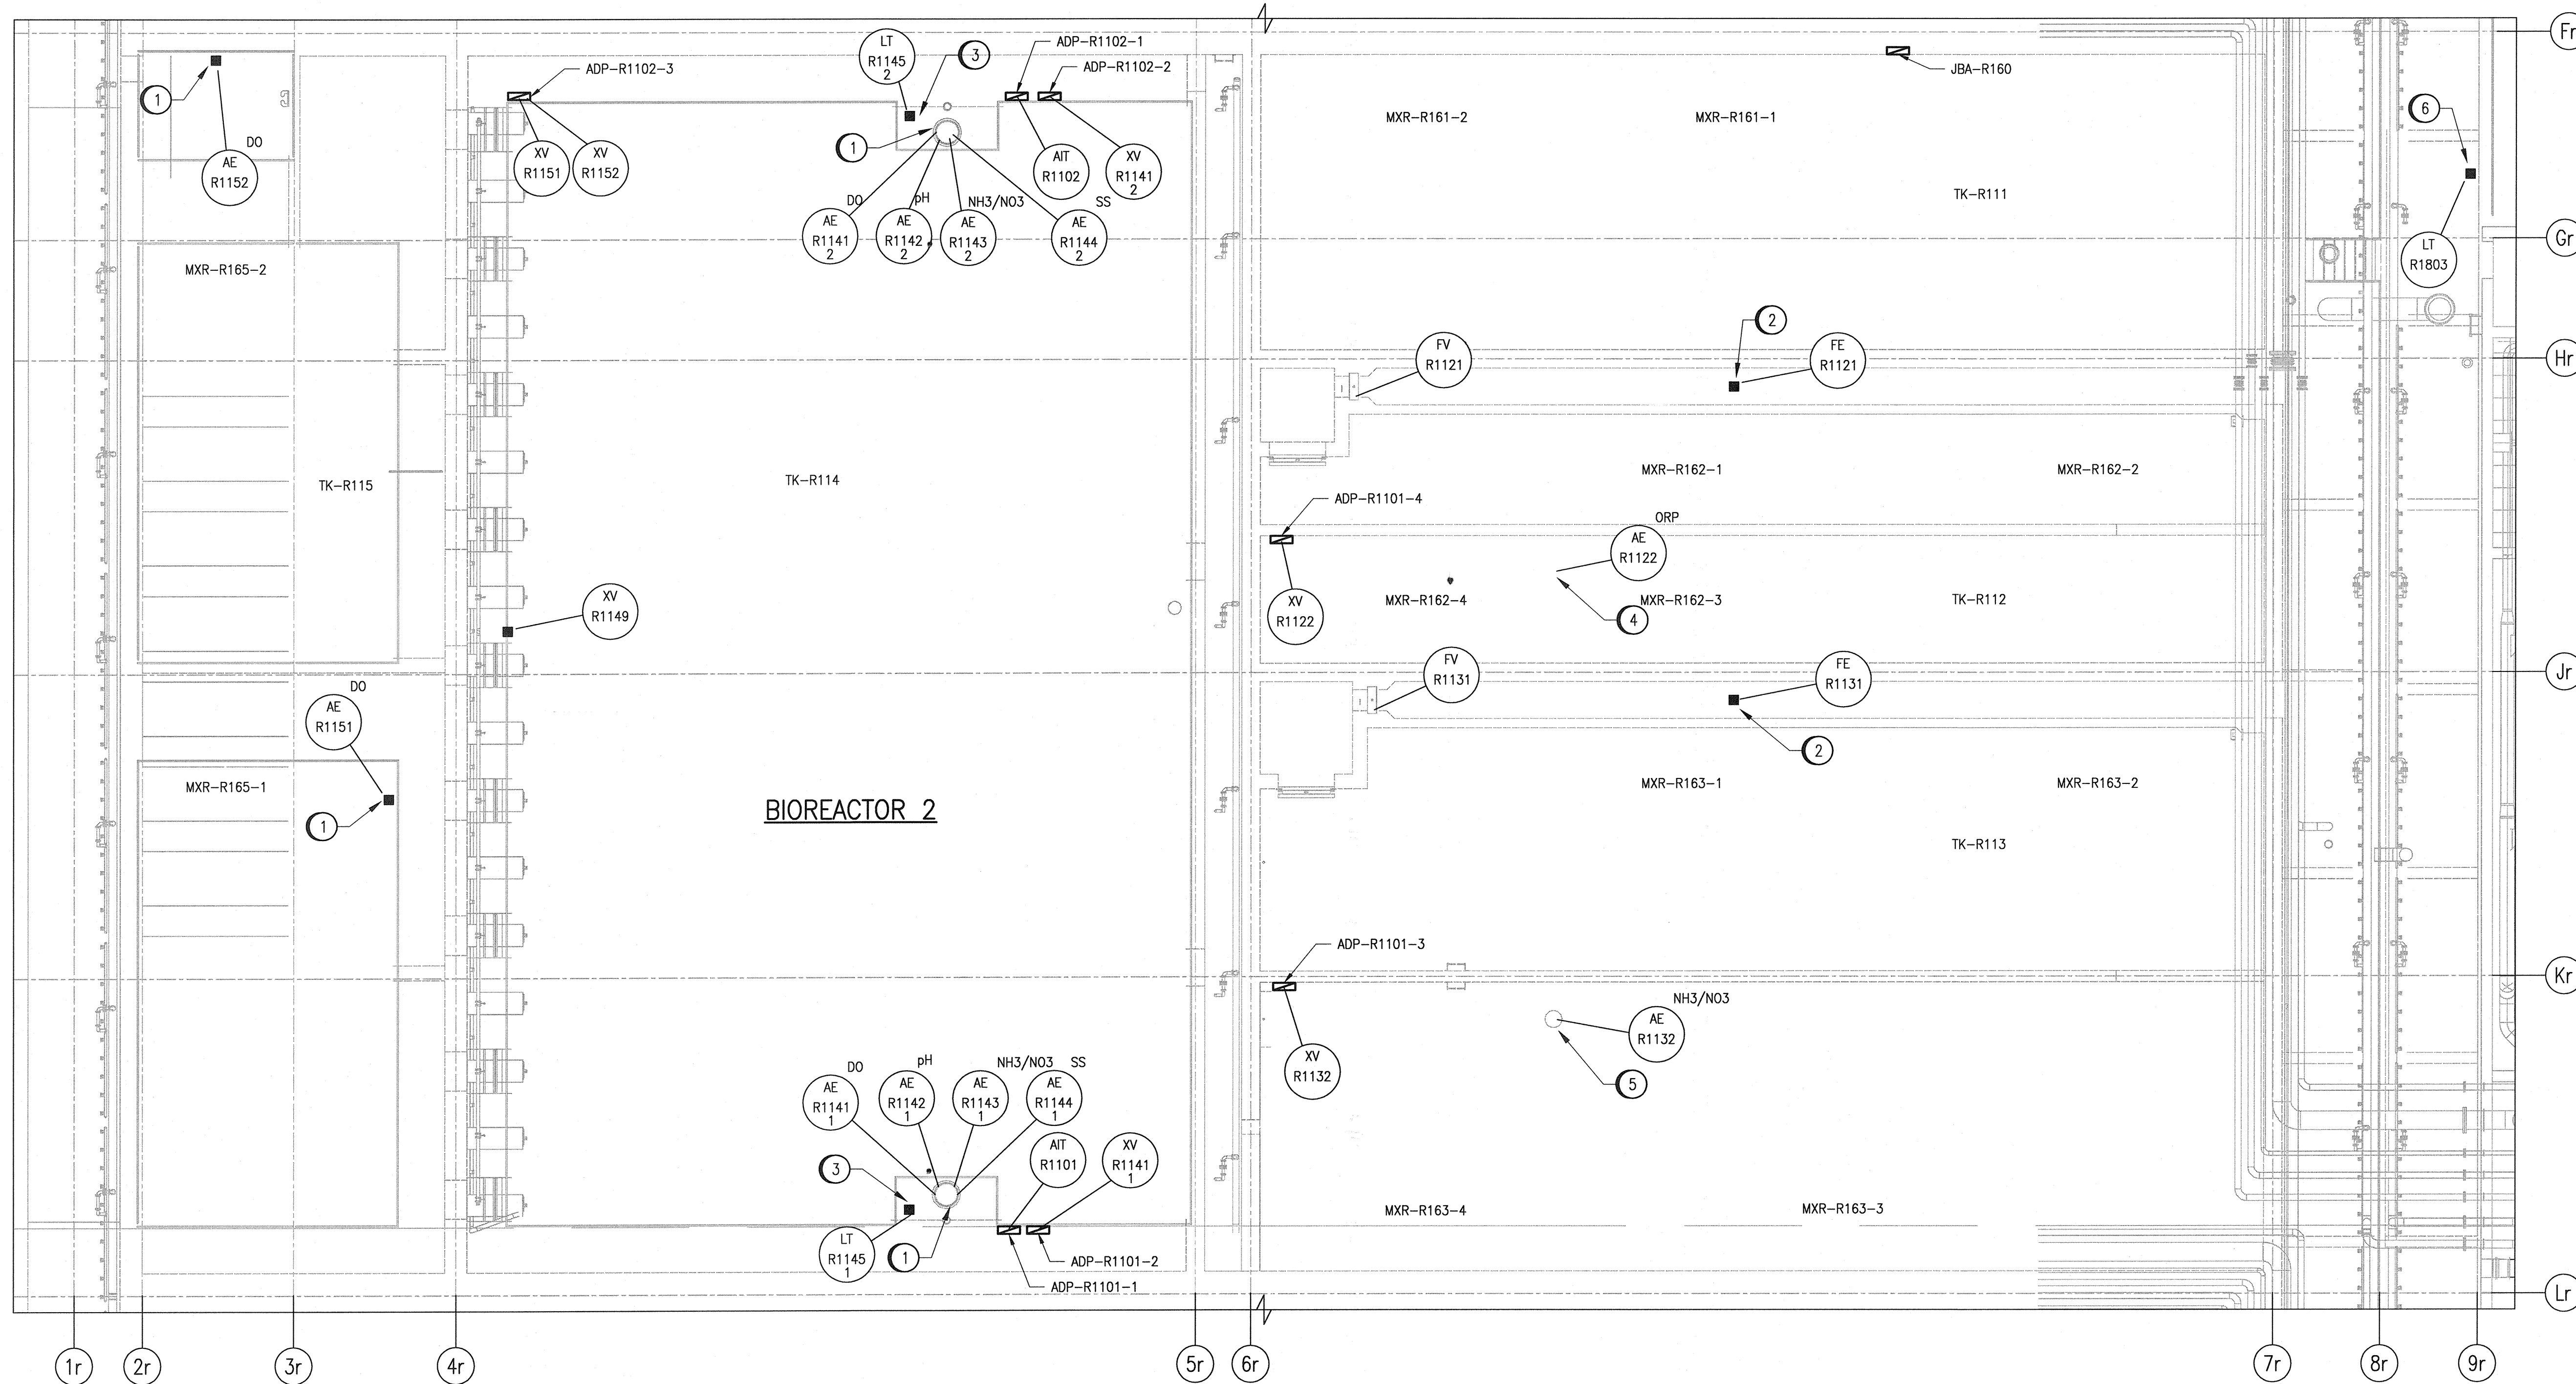 Fr
LT
R1145
2
3
ADP-R1102-1
ADP-R1102-2
ADP-R1102-3
JBA-R160
1
DO
AE
R1152
XV
R1151
XV
R1152
1
AIT
R1102
XV
R1141
2
MXR-R161-2
MXR-R161-1
6
TK-R111
DO
pH
NH3/NO3
SS
AE
R1141
2
AE
R1142
2
AE
R1143
2
AE
R1144
2
Gr
LT
R1803
MXR-R165-2
2
FV
R1121
FE
R1121
Hr
TK-R115
TK-R114
MXR-R162-1
MXR-R162-2
ADP-R1101-4
ORP
AE
R1122
XV
R1149
XV
R1122
MXR-R162-4
MXR-R162-3
TK-R112
4
FV
R1131
FE
R1131
Jr
DO
AE
R1151
2
MXR-R165-1
MXR-R163-1
MXR-R163-2
1
BIOREACTOR 2
TK-R113
ADP-R1101-3
Kr
NH3/NO3
AE
R1132
XV
R1132
5
DO
pH
NH3/NO3
SS
AE
R1141
1
AE
R1142
1
AE
R1143
1
AE
R1144
1
AIT
R1101
XV
R1141
1
3
MXR-R163-4
MXR-R163-3
LT
R1145
1
1
ADP-R1101-2
ADP-R1101-1
Lr
1r
2r
3r
4r
5r
6r
7r
8r
9r